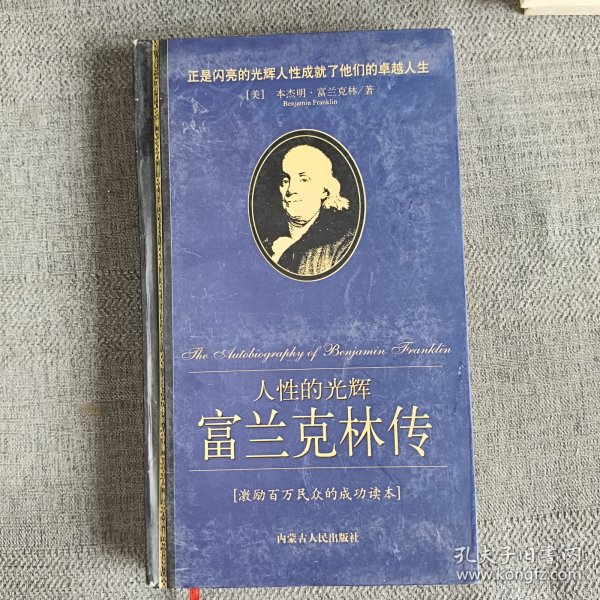 正是闪亮的光辉人性成就了他们的卓越人生
[美] 本杰明·富兰克林/著
Benjamin Franklin
The Autobiography of Benjamin Franklin
人性的光辉
富兰克林传
[激励百万民众的成功读本]
内蒙古人民出版社
孔夫子旧书网
www.kongfz.com